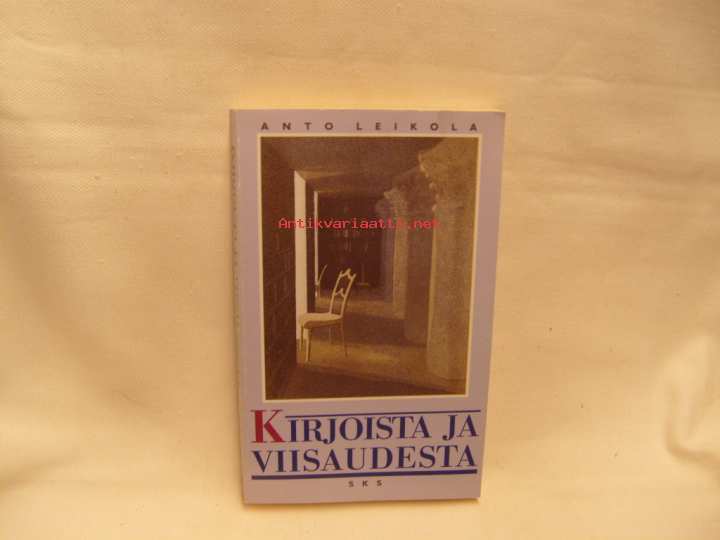 ANTO LEIKOLA
Antikvariaatti.net
KIRJOISTA JA
VIISAUDESTA
SKS